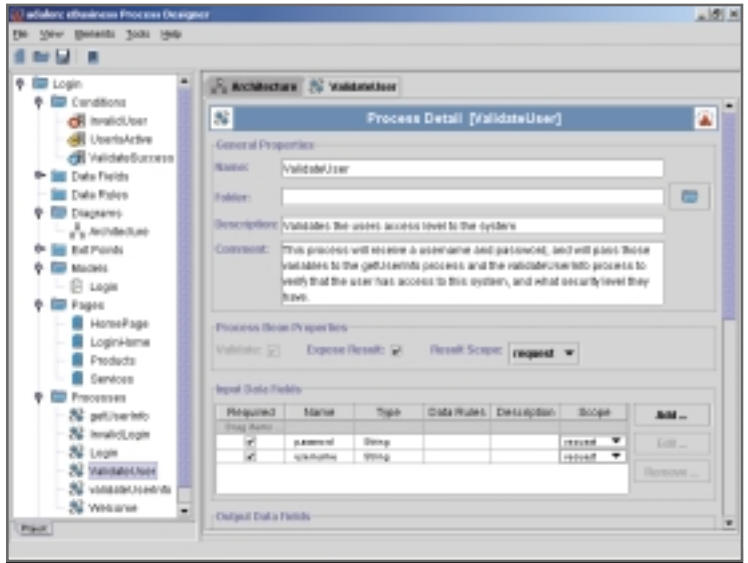 adalon: eBusiness Process Designer
File View Elements Tools Help
Login
Conditions
InvalidUser
UserIsActive
ValidateSuccess
Data Fields
Data Rules
Diagrams
Architecture
Exit Points
Models
Login
Pages
HomePage
LoginHome
Products
Services
Processes
getUserInfo
InvalidLogin
Login
ValidateUser
validateUserInfo
Welcome
Project
Architecture ValidateUser
Process Detail [ValidateUser]
General Properties
Name: ValidateUser
Folder:
Description: Validates the users access level to the system
Comment: This process will receive a username and password, and will pass those
variables to the getUserInfo process and the validateUserInfo process to
verify that the user has access to this system, and what security level they
have.
Process Bean Properties
Validate: Expose Result: Result Scope: request
Input Data Fields
Required Name Type Data Rules Description Scope Add ...
password String request Edit ...
username String request
Remove ...
Output Data Fields